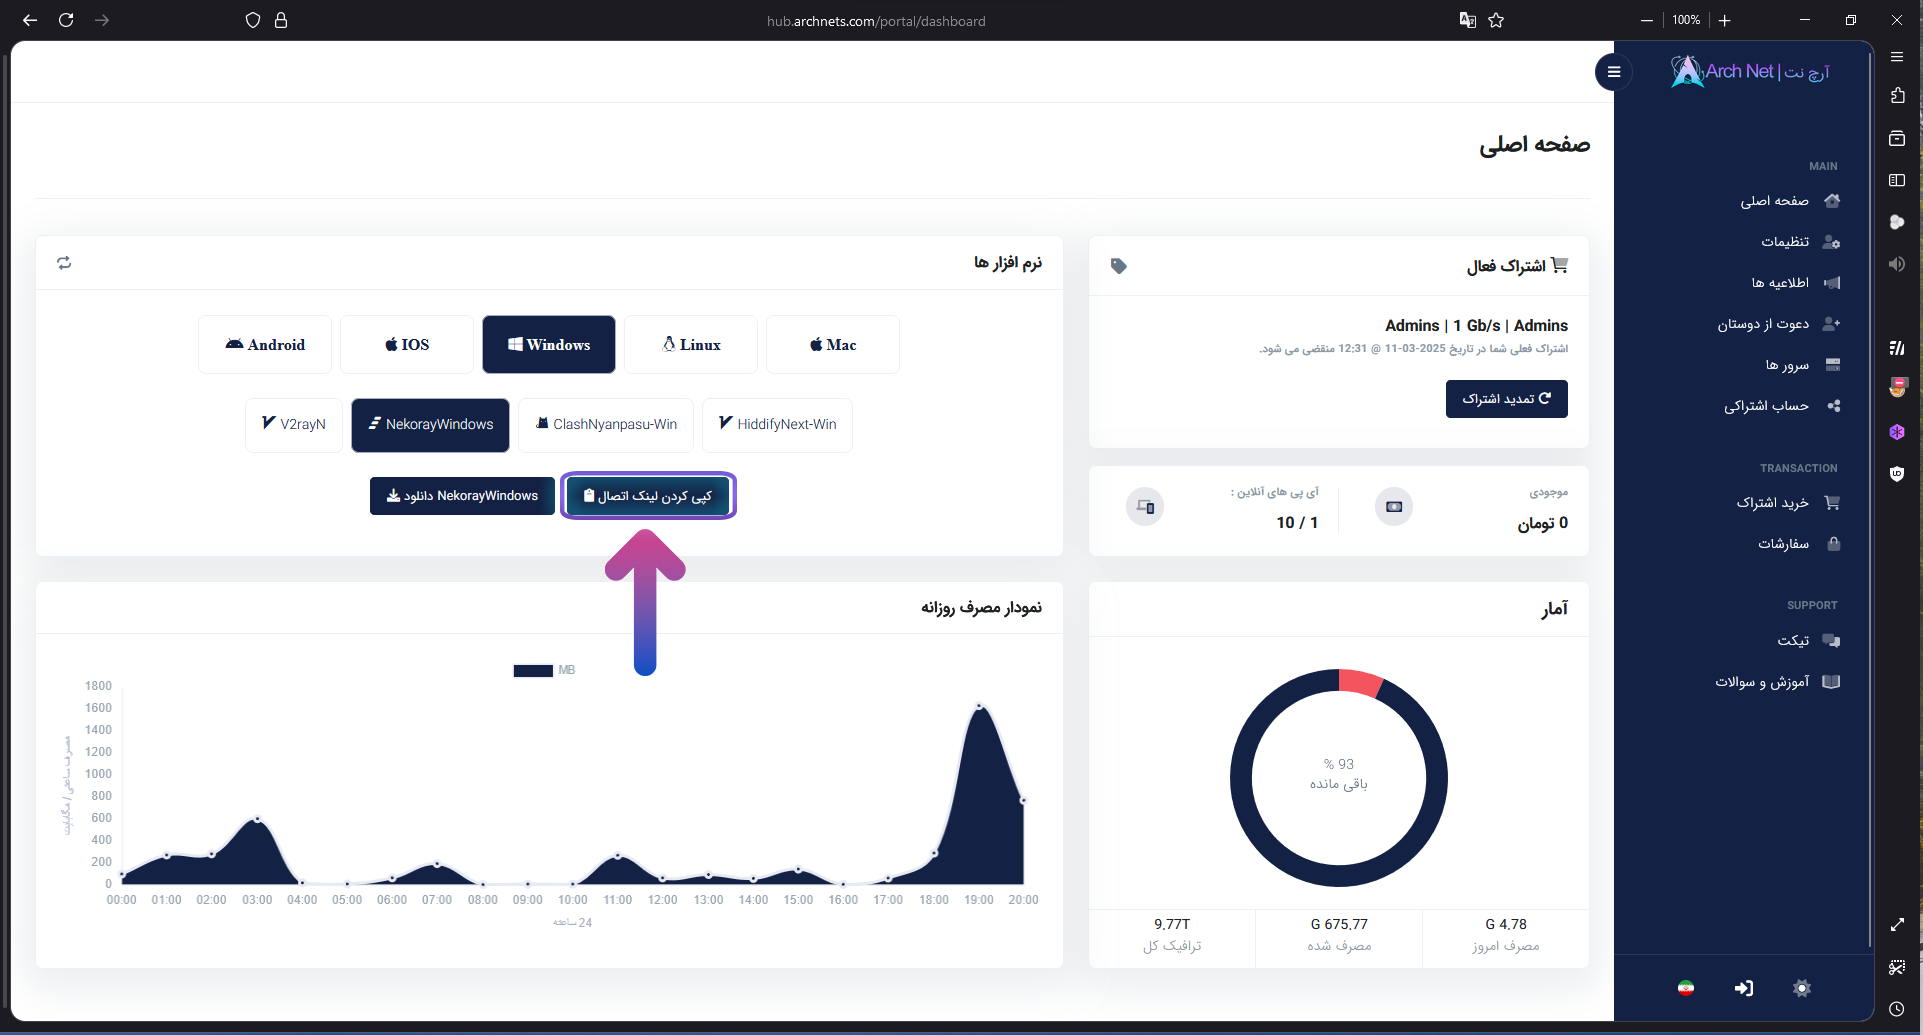 hub.archnets.com/portal/dashboard
100%
Arch Net | آرچ نت
MAIN
صفحه اصلی
تنظیمات
اطلاعیه ها
دعوت از دوستان
سرور ها
حساب اشتراکی
TRANSACTION
خرید اشتراک
سفارشات
SUPPORT
تیکت
آموزش و سوالات
صفحه اصلی
اشتراک فعال
Admins | 1 Gb/s | Admins
اشتراک فعلی شما در تاریخ 2025-03-11 @ 12:31 منقضی می شود.
تمدید اشتراک
موجودی
0 تومان
آی پی های آنلاین :
10 / 1
نرم افزار ها
Android
IOS
Windows
Linux
Mac
V2rayN
NekorayWindows
ClashNyanpasu-Win
HiddifyNext-Win
دانلود NekorayWindows
کپی کردن لینک اتصال
آمار
% 93
باقی مانده
G 4.78
مصرف امروز
G 675.77
مصرف شده
9.77T
ترافیک کل
نمودار مصرف روزانه
MB
مصرف ساعتی / مگابایت
1800
1600
1400
1200
1000
800
600
400
200
0
00:00 01:00 02:00 03:00 04:00 05:00 06:00 07:00 08:00 09:00 10:00 11:00 12:00 13:00 14:00 15:00 16:00 17:00 18:00 19:00 20:00
24 ساعته